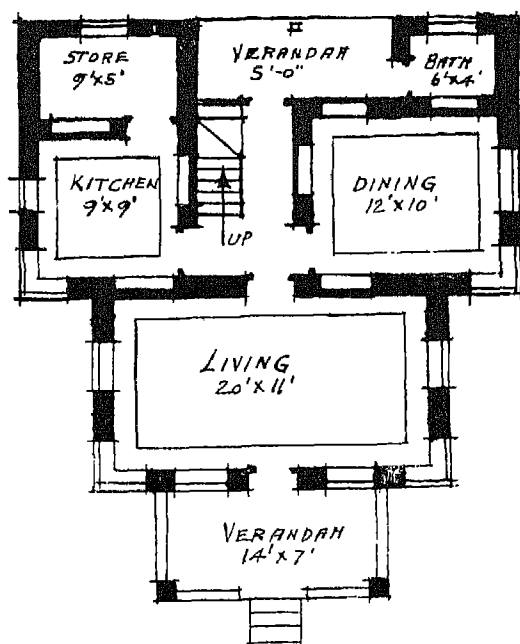 STORE
9'X5'
VERANDAH
5'-0"
BATH
6'X4'
KITCHEN
9'X9'
UP
DINING
12'X10'
LIVING
20'X11'
VERANDAH
14'X7'